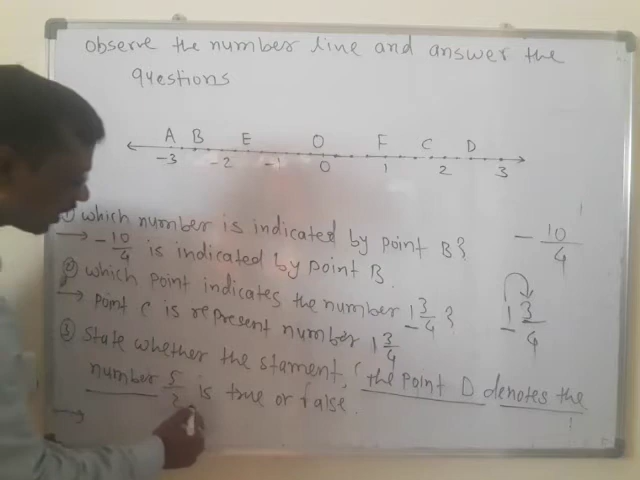 observe the number line and answer the
questions
A B E O F C D
-3 -2 -1 0 1 2 3
which number is indicated by point B?
→ -10/4 is indicated by point B.
② which point indicates the number 1 3/4 ?
→ point C is represent number 1 3/4
③ State whether the stament, "the point D denotes the
number 5/2 is true or false.
→
- 10/4
1 3/4